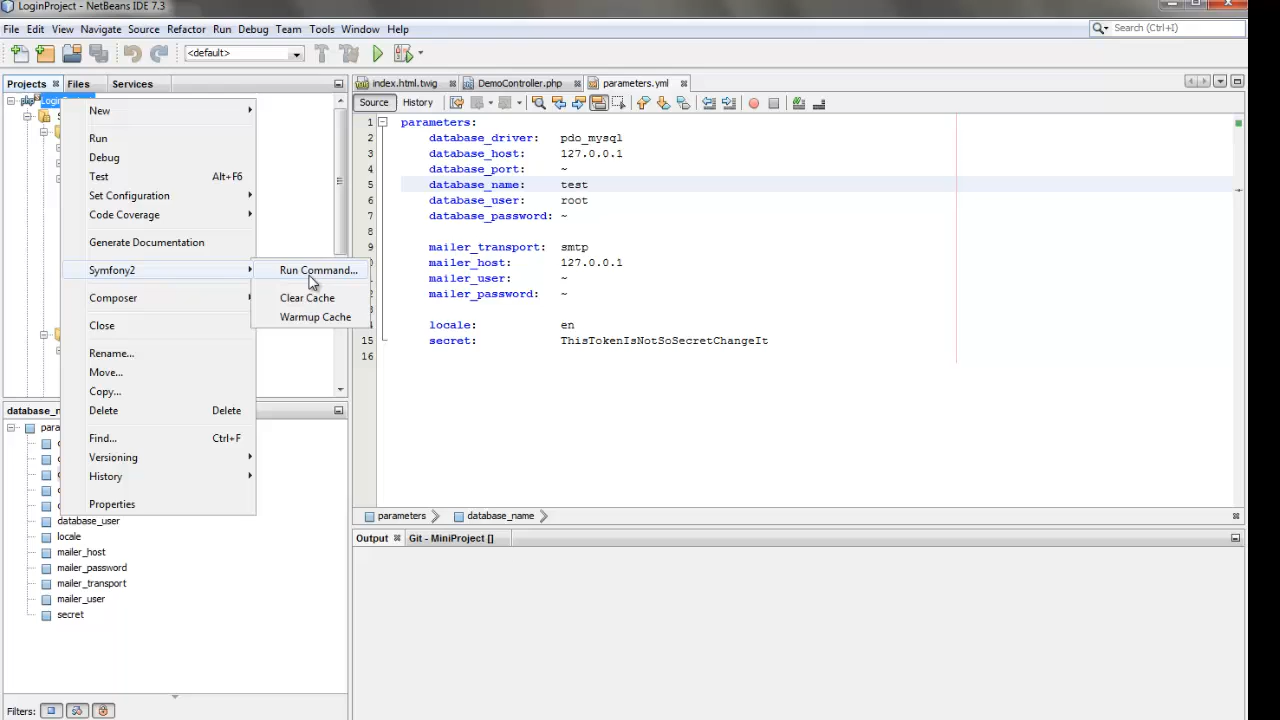 LoginProject - NetBeans IDE 7.3
File Edit View Navigate Source Refactor Run Debug Team Tools Window Help
Search (Ctrl+I)
<default>
Projects Files Services
index.html.twig DemoController.php parameters.yml
Source History
New
Run
Debug
Test Alt+F6
Set Configuration
Code Coverage
Generate Documentation
Symfony2
Composer
Close
Rename...
Move...
Copy...
Delete Delete
Find... Ctrl+F
Versioning
History
Properties
Run Command...
Clear Cache
Warmup Cache
1 parameters:
2 database_driver: pdo_mysql
3 database_host: 127.0.0.1
4 database_port: ~
5 database_name: test
6 database_user: root
7 database_password: ~
8
9 mailer_transport: smtp
mailer_host: 127.0.0.1
mailer_user: ~
2 mailer_password: ~
4 locale: en
15 secret: ThisTokenIsNotSoSecretChangeIt
16
parameters database_name
database_user
locale
mailer_host
mailer_password
mailer_transport
mailer_user
secret
Filters:
Output Git - MiniProject []